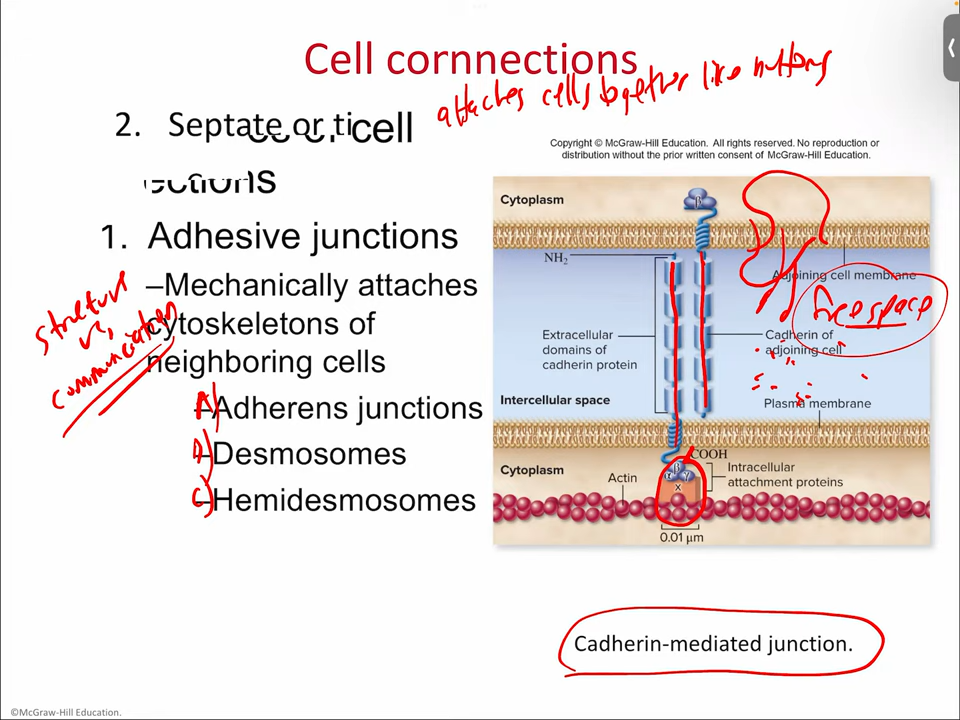 Cell cornnections
attaches cells together like buttons
2. Septate or ti
cell
ections
1. Adhesive junctions
–Mechanically attaches
cytoskeletons of
neighboring cells
structure
vs,
communication
A) –Adherens junctions
–Desmosomes
C) –Hemidesmosomes
Copyright © McGraw-Hill Education. All rights reserved. No reproduction or
distribution without the prior written consent of McGraw-Hill Education.
Cytoplasm
β
NH₂
Adjoining cell membrane
free space
Extracellular
domains of
cadherin protein
Cadherin of
adjoining cell
Intercellular space
Plasma membrane
Cytoplasm
COOH
β
α γ
x
Actin
Intracellular
attachment proteins
0.01 μm
Cadherin-mediated junction.
©McGraw-Hill Education.